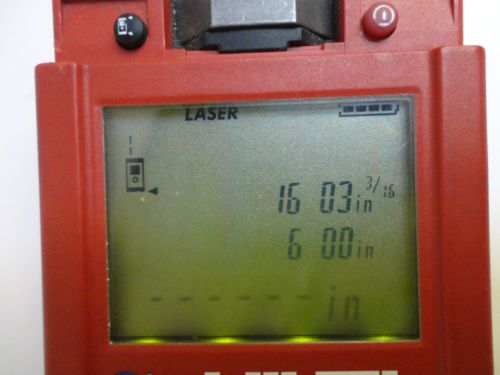 LASER
16 03in 3/16
6 00in
------in